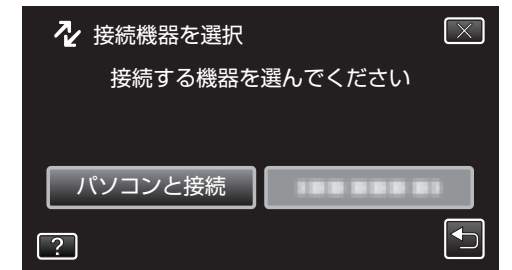 接続機器を選択
接続する機器を選んでください
パソコンと接続
?